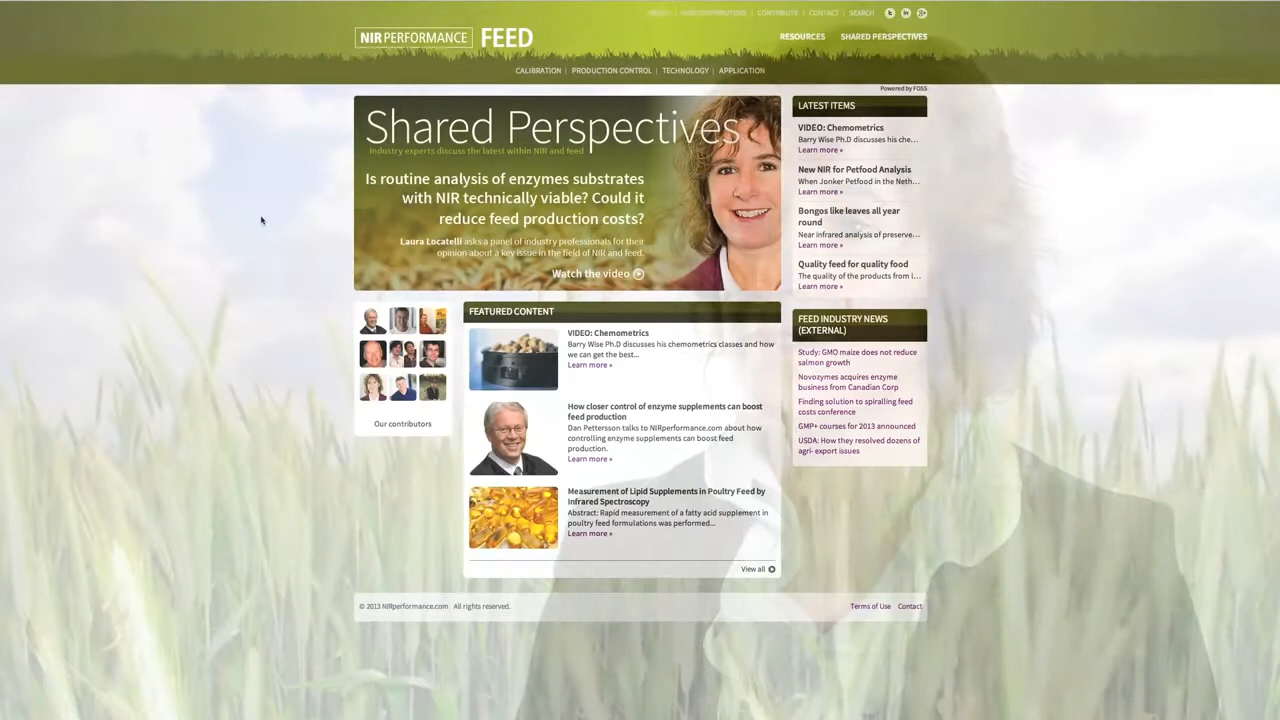 CONTRIBUTE | CONTACT | SEARCH
NIR PERFORMANCE FEED
RESOURCES SHARED PERSPECTIVES
CALIBRATION | PRODUCTION CONTROL | TECHNOLOGY | APPLICATION
Powered by FOSS
Shared Perspectives
Industry experts discuss the latest within NIR and feed
Is routine analysis of enzymes substrates
with NIR technically viable? Could it
reduce feed production costs?
Laura Locatelli asks a panel of industry professionals for their
opinion about a key issue in the field of NIR and feed.
Watch the video
LATEST ITEMS
VIDEO: Chemometrics
Barry Wise Ph.D discusses his che...
Learn more »
New NIR for Petfood Analysis
When Jonker Petfood in the Neth...
Learn more »
Bongos like leaves all year
round
Near infrared analysis of preserve...
Learn more »
Quality feed for quality food
The quality of the products from l...
Learn more »
Our contributors
FEATURED CONTENT
VIDEO: Chemometrics
Barry Wise Ph.D discusses his chemometrics classes and how
we can get the best...
Learn more »
How closer control of enzyme supplements can boost
feed production
Dan Pettersson talks to NIRperformance.com about how
controlling enzyme supplements can boost feed
production.
Learn more »
Measurement of Lipid Supplements in Poultry Feed by
Infrared Spectroscopy
Abstract: Rapid measurement of a fatty acid supplement in
poultry feed formulations was performed...
Learn more »
View all
FEED INDUSTRY NEWS
(EXTERNAL)
Study: GMO maize does not reduce
salmon growth
Novozymes acquires enzyme
business from Canadian Corp
Finding solution to spiralling feed
costs conference
GMP+ courses for 2013 announced
USDA: How they resolved dozens of
agri- export issues
© 2013 NIRperformance.com All rights reserved.
Terms of Use Contact